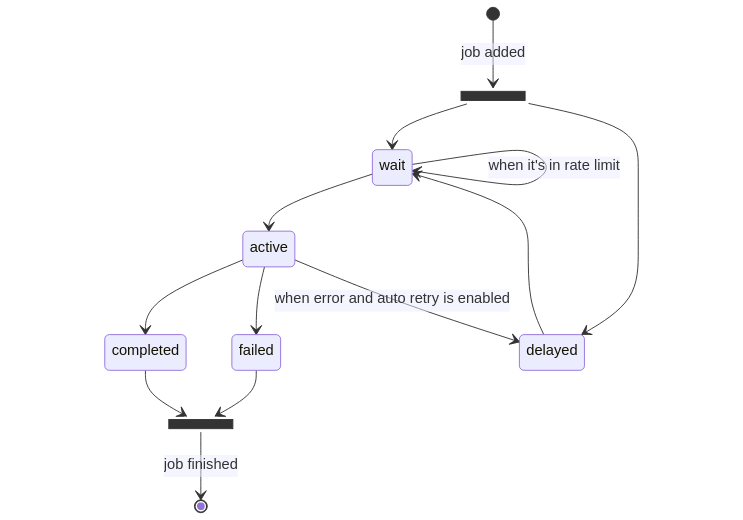 job added
wait
when it's in rate limit
active
when error and auto retry is enabled
completed
failed
delayed
job finished